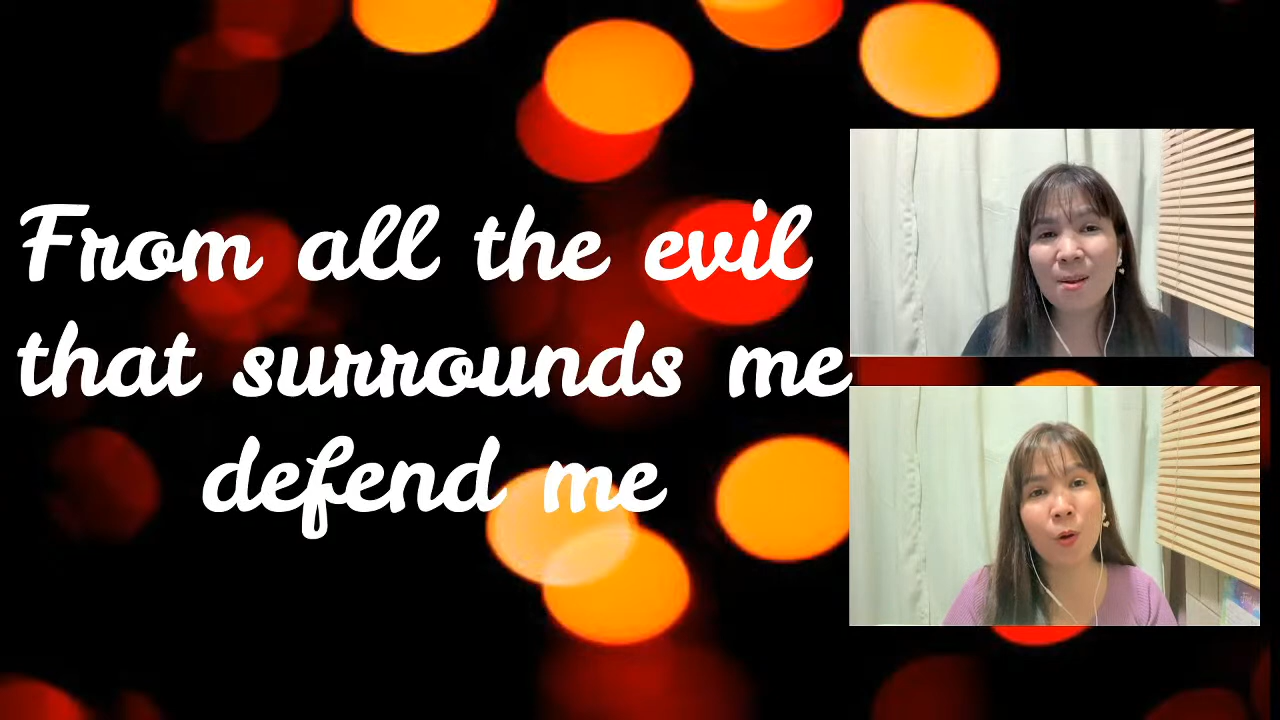 From all the evil
that surrounds me
defend me